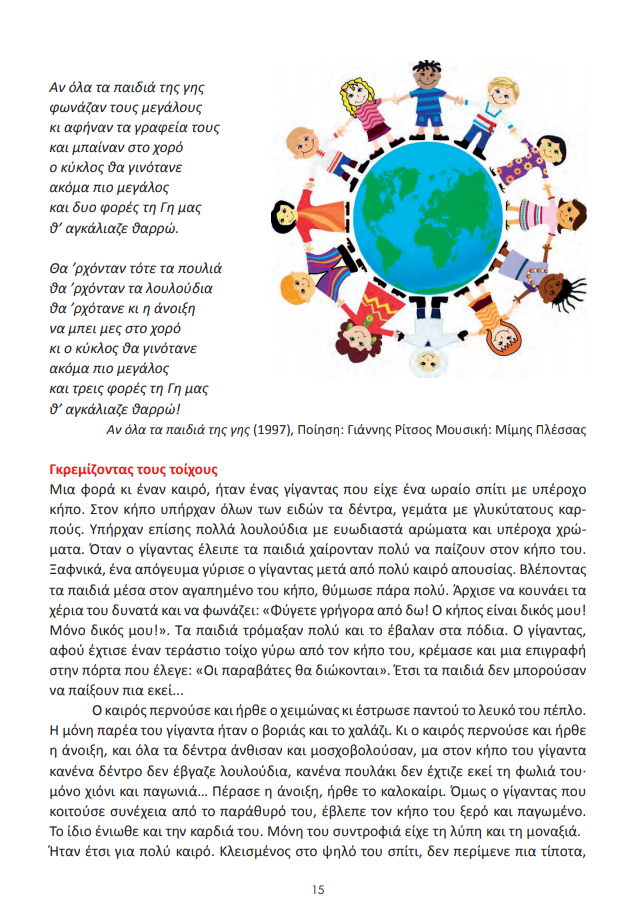 Αν όλα τα παιδιά της γης
φωνάζαν τους μεγάλους
κι αφήναν τα γραφεία τους
και μπαίναν στο χορό
ο κύκλος θα γινότανε
ακόμα πιο μεγάλος
και δυο φορές τη Γη μας
θ’ αγκάλιαζε θαρρώ.
Θα ’ρχόνταν τότε τα πουλιά
θα ’ρχόνταν τα λουλούδια
θα ’ρχότανε κι η άνοιξη
να μπει μες στο χορό
κι ο κύκλος θα γινότανε
ακόμα πιο μεγάλος
και τρεις φορές τη Γη μας
θ’ αγκάλιαζε θαρρώ!
Αν όλα τα παιδιά της γης (1997), Ποίηση: Γιάννης Ρίτσος Μουσική: Μίμης Πλέσσας
Γκρεμίζοντας τους τοίχους
Μια φορά κι έναν καιρό, ήταν ένας γίγαντας που είχε ένα ωραίο σπίτι με υπέροχο
κήπο. Στον κήπο υπήρχαν όλων των ειδών τα δέντρα, γεμάτα με γλυκύτατους καρ-
πούς. Υπήρχαν επίσης πολλά λουλούδια με ευωδιαστά αρώματα και υπέροχα χρώ-
ματα. Όταν ο γίγαντας έλειπε τα παιδιά χαίρονταν πολύ να παίζουν στον κήπο του.
Ξαφνικά, ένα απόγευμα γύρισε ο γίγαντας μετά από πολύ καιρό απουσίας. Βλέποντας
τα παιδιά μέσα στον αγαπημένο του κήπο, θύμωσε πάρα πολύ. Άρχισε να κουνάει τα
χέρια του δυνατά και να φωνάζει: «Φύγετε γρήγορα από δω! Ο κήπος είναι δικός μου!
Μόνο δικός μου!». Τα παιδιά τρόμαξαν πολύ και το έβαλαν στα πόδια. Ο γίγαντας,
αφού έχτισε έναν τεράστιο τοίχο γύρω από τον κήπο του, κρέμασε και μια επιγραφή
στην πόρτα που έλεγε: «Οι παραβάτες θα διώκονται». Έτσι τα παιδιά δεν μπορούσαν
να παίξουν πια εκεί...
Ο καιρός περνούσε και ήρθε ο χειμώνας κι έστρωσε παντού το λευκό του πέπλο.
Η μόνη παρέα του γίγαντα ήταν ο βοριάς και το χαλάζι. Κι ο καιρός περνούσε και ήρθε
η άνοιξη, και όλα τα δέντρα άνθισαν και μοσχοβολούσαν, μα στον κήπο του γίγαντα
κανένα δέντρο δεν έβγαζε λουλούδια, κανένα πουλάκι δεν έχτιζε εκεί τη φωλιά του·
μόνο χιόνι και παγωνιά... Πέρασε η άνοιξη, ήρθε το καλοκαίρι. Όμως ο γίγαντας που
κοιτούσε συνέχεια από το παράθυρό του, έβλεπε τον κήπο του ξερό και παγωμένο.
Το ίδιο ένιωθε και την καρδιά του. Μόνη του συντροφιά είχε τη λύπη και τη μοναξιά.
Ήταν έτσι για πολύ καιρό. Κλεισμένος στο ψηλό του σπίτι, δεν περίμενε πια τίποτα,
15